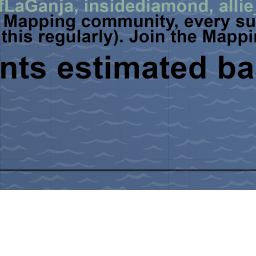 fLaGanja, insidediamond, allie
Mapping community, every su
this regularly). Join the Mappi
nts estimated ba